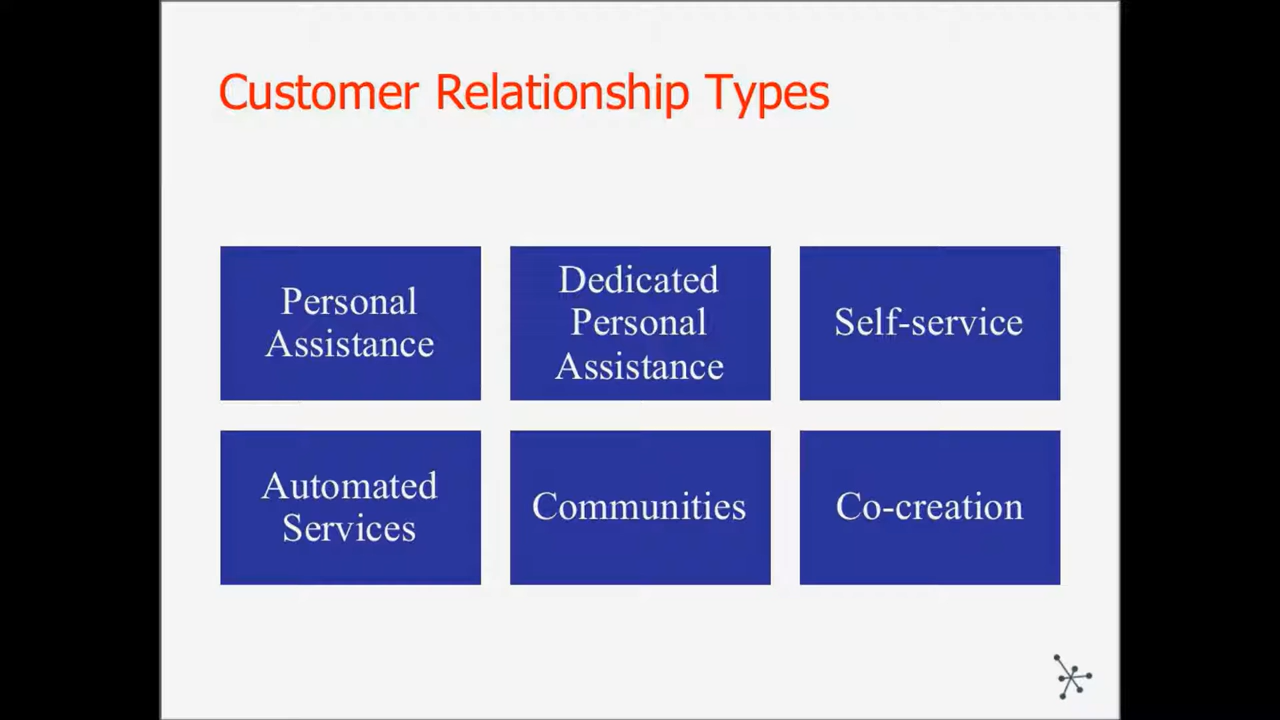 Customer Relationship Types
Personal
Assistance
Dedicated
Personal
Assistance
Self-service
Automated
Services
Communities
Co-creation